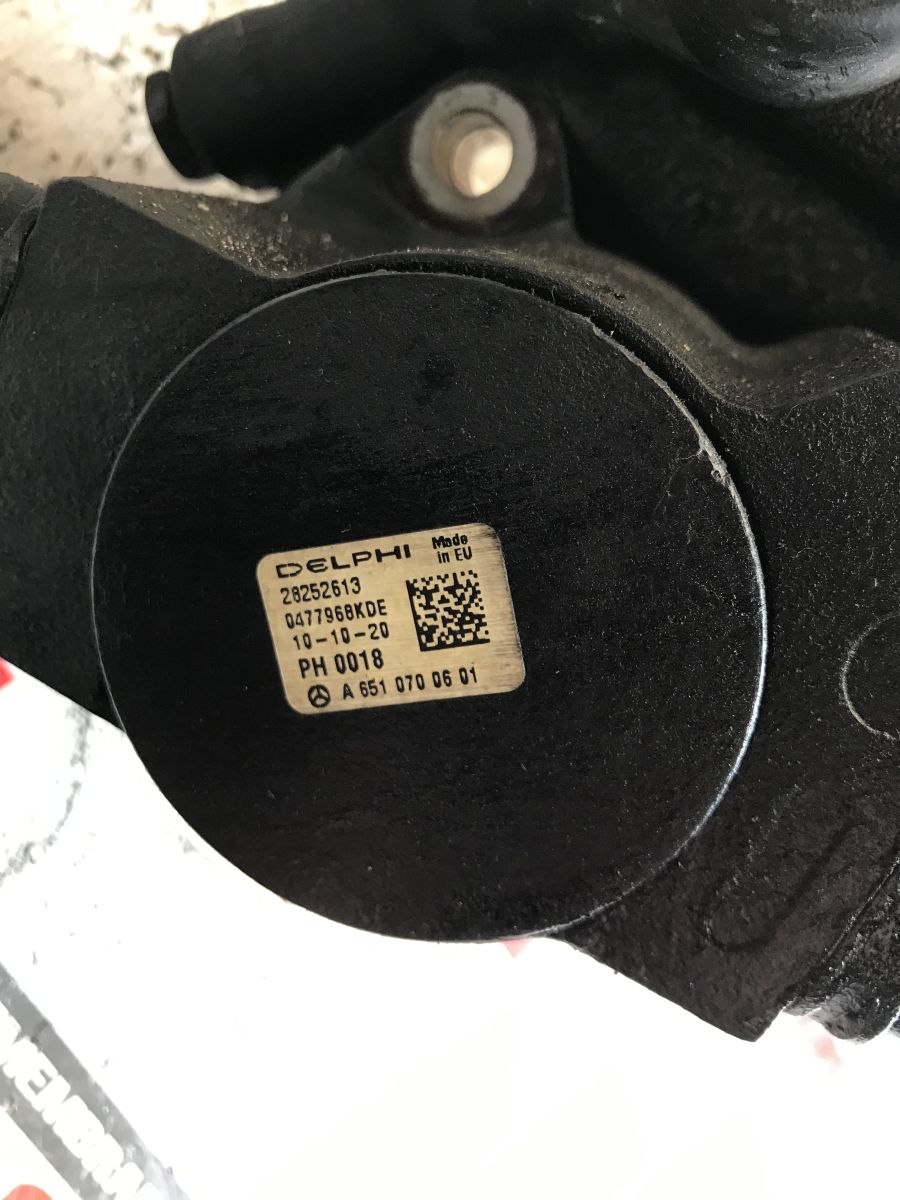 DELPHI
Made
in EU
28252613
0477968KDE
10-10-20
PH 0018
A 651 070 06 01